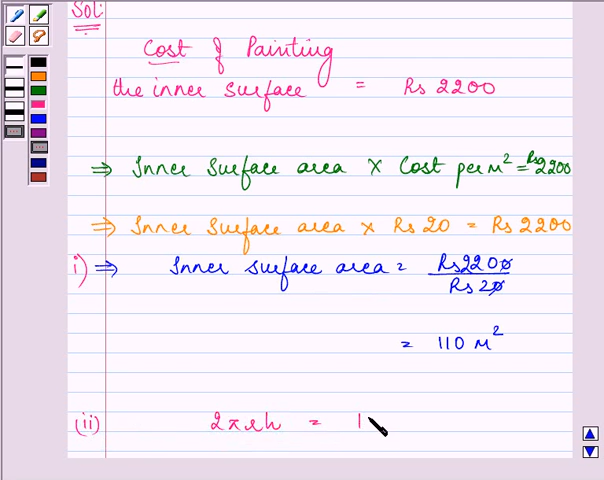 Sol:
Cost of Painting
the inner surface = Rs 2200
⇒ Inner surface area × Cost per M² = Rs 2200
⇒ Inner surface area × Rs 20 = Rs 2200
i) ⇒ Inner surface area = Rs 2200 / Rs 20
= 110 M²
(ii) 2πrh = 1